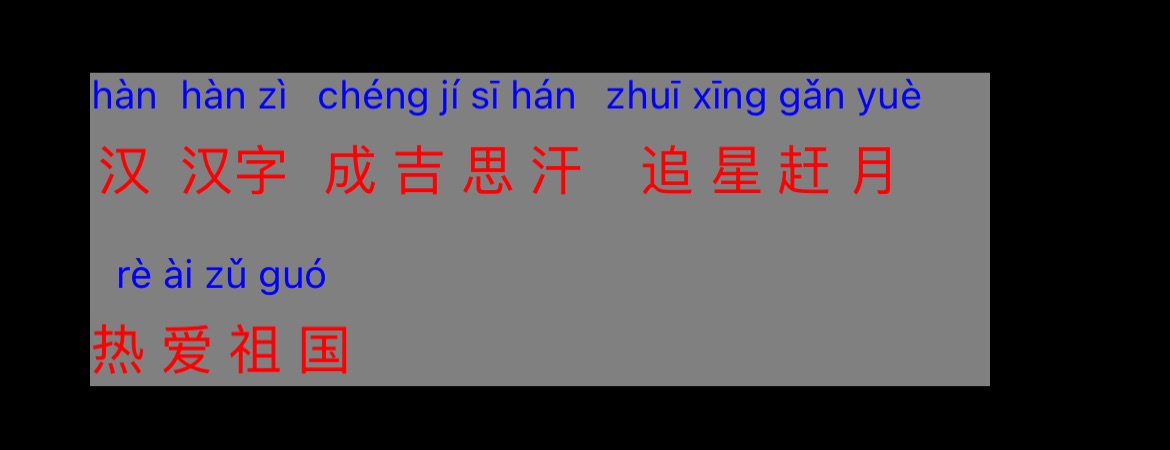 hàn hàn zì chéng jí sī hán zhuī xīng gǎn yuè
汉 汉字 成 吉 思 汗 追 星 赶 月
rè ài zǔ guó
热 爱 祖 国